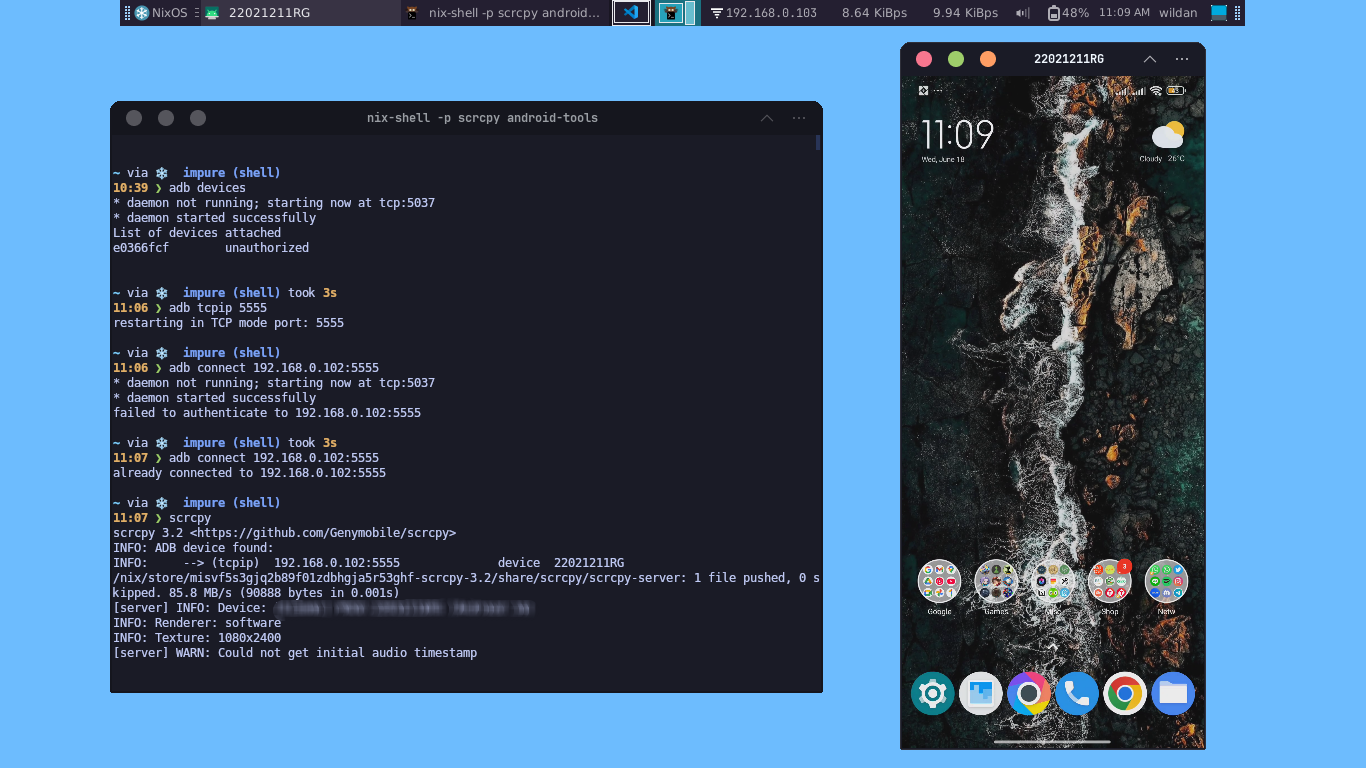 NixOS
22021211RG
nix-shell -p scrcpy android...
192.168.0.103
8.64 KiBps
9.94 KiBps
48%
11:09 AM
wildan
nix-shell -p scrcpy android-tools
~ via ❄ impure (shell)
10:39 ❯ adb devices
* daemon not running; starting now at tcp:5037
* daemon started successfully
List of devices attached
e0366fcf unauthorized
~ via ❄ impure (shell) took 3s
11:06 ❯ adb tcpip 5555
restarting in TCP mode port: 5555
~ via ❄ impure (shell)
11:06 ❯ adb connect 192.168.0.102:5555
* daemon not running; starting now at tcp:5037
* daemon started successfully
failed to authenticate to 192.168.0.102:5555
~ via ❄ impure (shell) took 3s
11:07 ❯ adb connect 192.168.0.102:5555
already connected to 192.168.0.102:5555
~ via ❄ impure (shell)
11:07 ❯ scrcpy
scrcpy 3.2 <https://github.com/Genymobile/scrcpy>
INFO: ADB device found:
INFO: --> (tcpip) 192.168.0.102:5555 device 22021211RG
/nix/store/misvf5s3gjq2b89f01zdbhgja5r53ghf-scrcpy-3.2/share/scrcpy/scrcpy-server: 1 file pushed, 0 s
kipped. 85.8 MB/s (90888 bytes in 0.001s)
[server] INFO: Device:
INFO: Renderer: software
INFO: Texture: 1080x2400
[server] WARN: Could not get initial audio timestamp
22021211RG
11:09
Wed, June 18
Cloudy 26°C
3
Google
Games
Misc
Shop
Netw